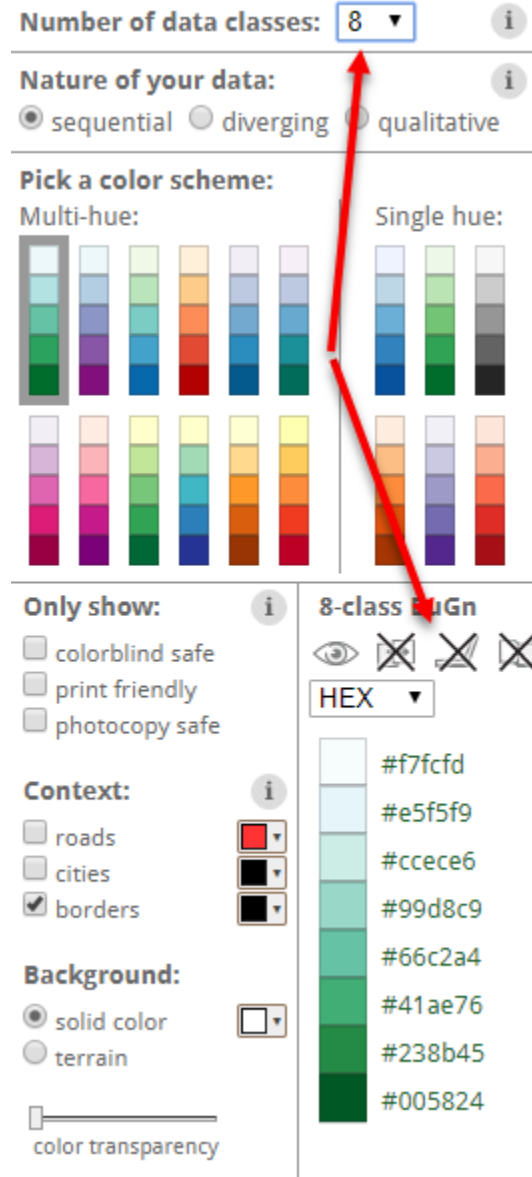 Number of data classes: 8
i
Nature of your data:
i
sequential diverging qualitative
Pick a color scheme:
Multi-hue:
Single hue:
Only show:
i
colorblind safe
print friendly
photocopy safe
Context:
i
roads
cities
borders
Background:
solid color
terrain
color transparency
8-class BuGn
HEX
#f7fcfd
#e5f5f9
#ccece6
#99d8c9
#66c2a4
#41ae76
#238b45
#005824